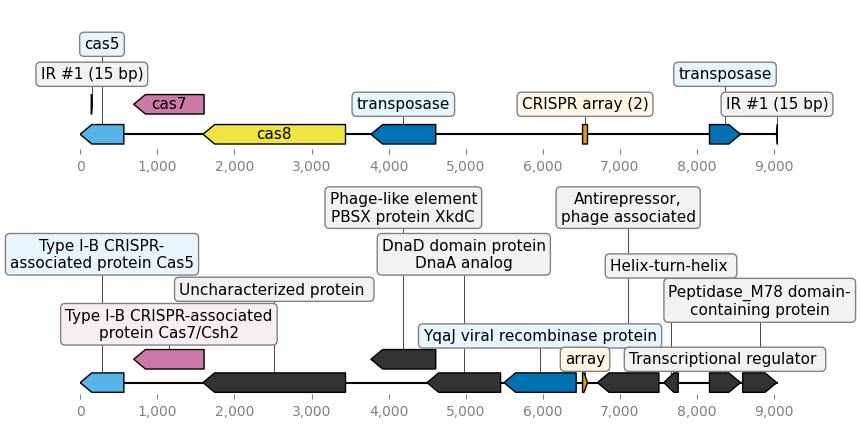 cas5
IR #1 (15 bp)
transposase
cas7
transposase
CRISPR array (2)
IR #1 (15 bp)
cas8
0
1,000
2,000
3,000
4,000
5,000
6,000
7,000
8,000
9,000
Phage-like element
PBSX protein XkdC
Antirepressor,
phage associated
Type I-B CRISPR-
associated protein Cas5
DnaD domain protein
DnaA analog
Helix-turn-helix
Uncharacterized protein
Peptidase_M78 domain-
containing protein
Type I-B CRISPR-associated
protein Cas7/Csh2
YqaJ viral recombinase protein
array
Transcriptional regulator
0
1,000
2,000
3,000
4,000
5,000
6,000
7,000
8,000
9,000